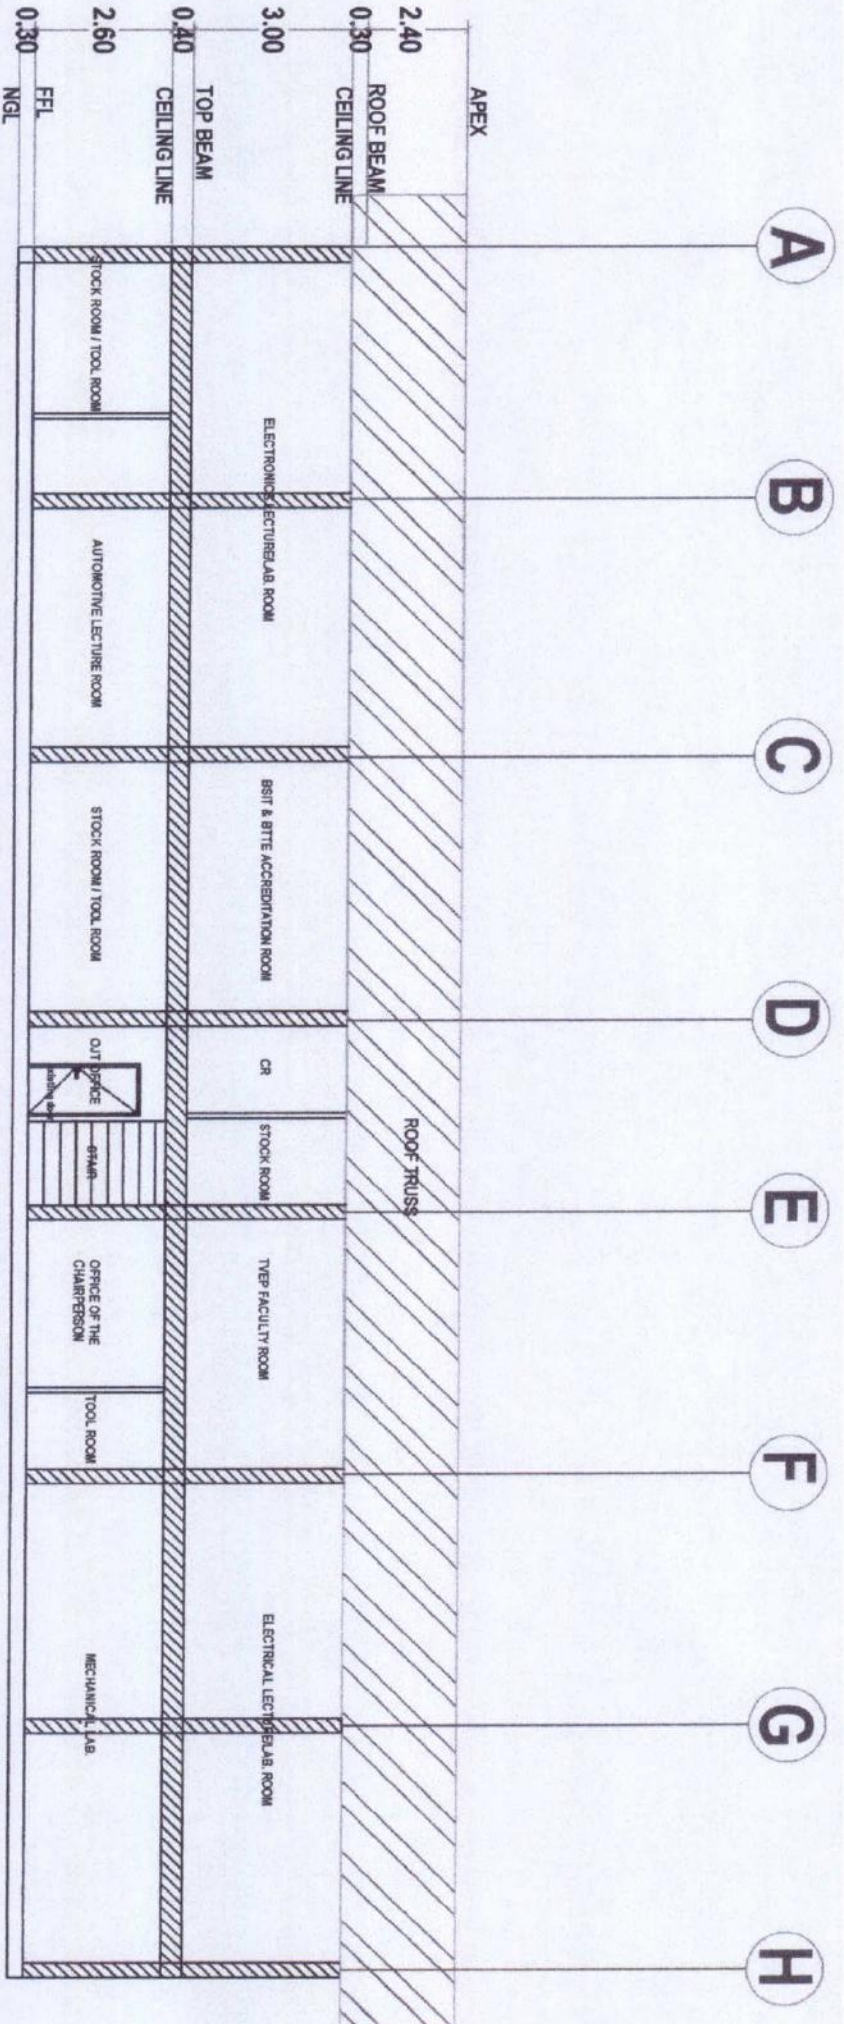 A
B
C
D
E
F
G
H
APEX
2.40
ROOF BEAM
0.30
CEILING LINE
3.00
TOP BEAM
0.40
CEILING LINE
2.60
FFL
0.30
NGL
ROOF TRUSS
ELECTRONICS LECTURE/LAB. ROOM
BSIT & BTTE ACCREDITATION ROOM
CR
STOCK ROOM
TVEP FACULTY ROOM
ELECTRICAL LECTURE/LAB. ROOM
STOCK ROOM / TOOL ROOM
AUTOMOTIVE LECTURE ROOM
STOCK ROOM / TOOL ROOM
OJT OFFICE
STAIR
OFFICE OF THE
CHAIRPERSON
TOOL ROOM
MECHANICAL LAB.